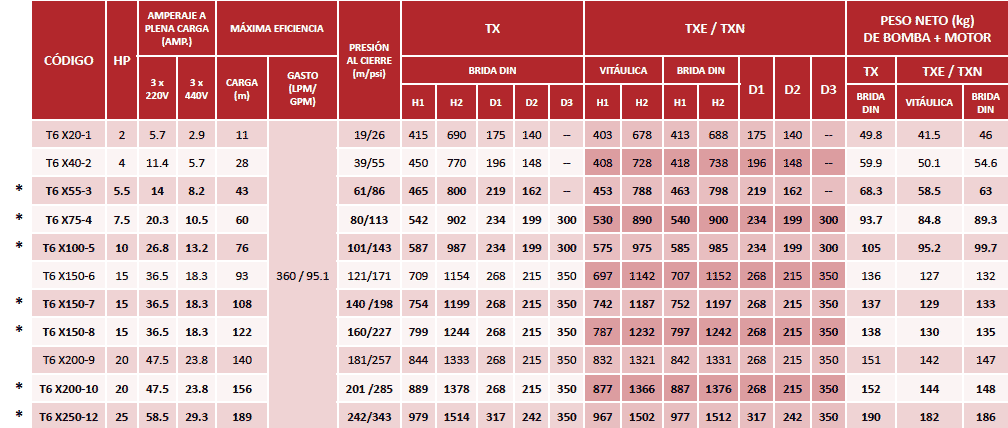 CÓDIGO HP AMPERAJE A PLENA CARGA (AMP.) MÁXIMA EFICIENCIA PRESIÓN AL CIERRE (m/psi) TX TXE / TXN PESO NETO (kg) DE BOMBA + MOTOR
3 x 220V 3 x 440V CARGA (m) GASTO (LPM/ GPM) BRIDA DIN VITÁULICA BRIDA DIN D1 D2 D3 TX TXE / TXN
H1 H2 D1 D2 D3 H1 H2 H1 H2 BRIDA DIN VITÁULICA BRIDA DIN
T6 X20-1 2 5.7 2.9 11 19/26 415 690 175 140 -- 403 678 413 688 175 140 -- 49.8 41.5 46
T6 X40-2 4 11.4 5.7 28 39/55 450 770 196 148 -- 408 728 418 738 196 148 -- 59.9 50.1 54.6
* T6 X55-3 5.5 14 8.2 43 61/86 465 800 219 162 -- 453 788 463 798 219 162 -- 68.3 58.5 63
* T6 X75-4 7.5 20.3 10.5 60 80/113 542 902 234 199 300 530 890 540 900 234 199 300 93.7 84.8 89.3
* T6 X100-5 10 26.8 13.2 76 101/143 587 987 234 199 300 575 975 585 985 234 199 300 105 95.2 99.7
T6 X150-6 15 36.5 18.3 93 360 / 95.1 121/171 709 1154 268 215 350 697 1142 707 1152 268 215 350 136 127 132
* T6 X150-7 15 36.5 18.3 108 140 /198 754 1199 268 215 350 742 1187 752 1197 268 215 350 137 129 133
* T6 X150-8 15 36.5 18.3 122 160/227 799 1244 268 215 350 787 1232 797 1242 268 215 350 138 130 135
T6 X200-9 20 47.5 23.8 140 181/257 844 1333 268 215 350 832 1321 842 1331 268 215 350 151 142 147
* T6 X200-10 20 47.5 23.8 156 201 /285 889 1378 268 215 350 877 1366 887 1376 268 215 350 152 144 148
* T6 X250-12 25 58.5 29.3 189 242/343 979 1514 317 242 350 967 1502 977 1512 317 242 350 190 182 186